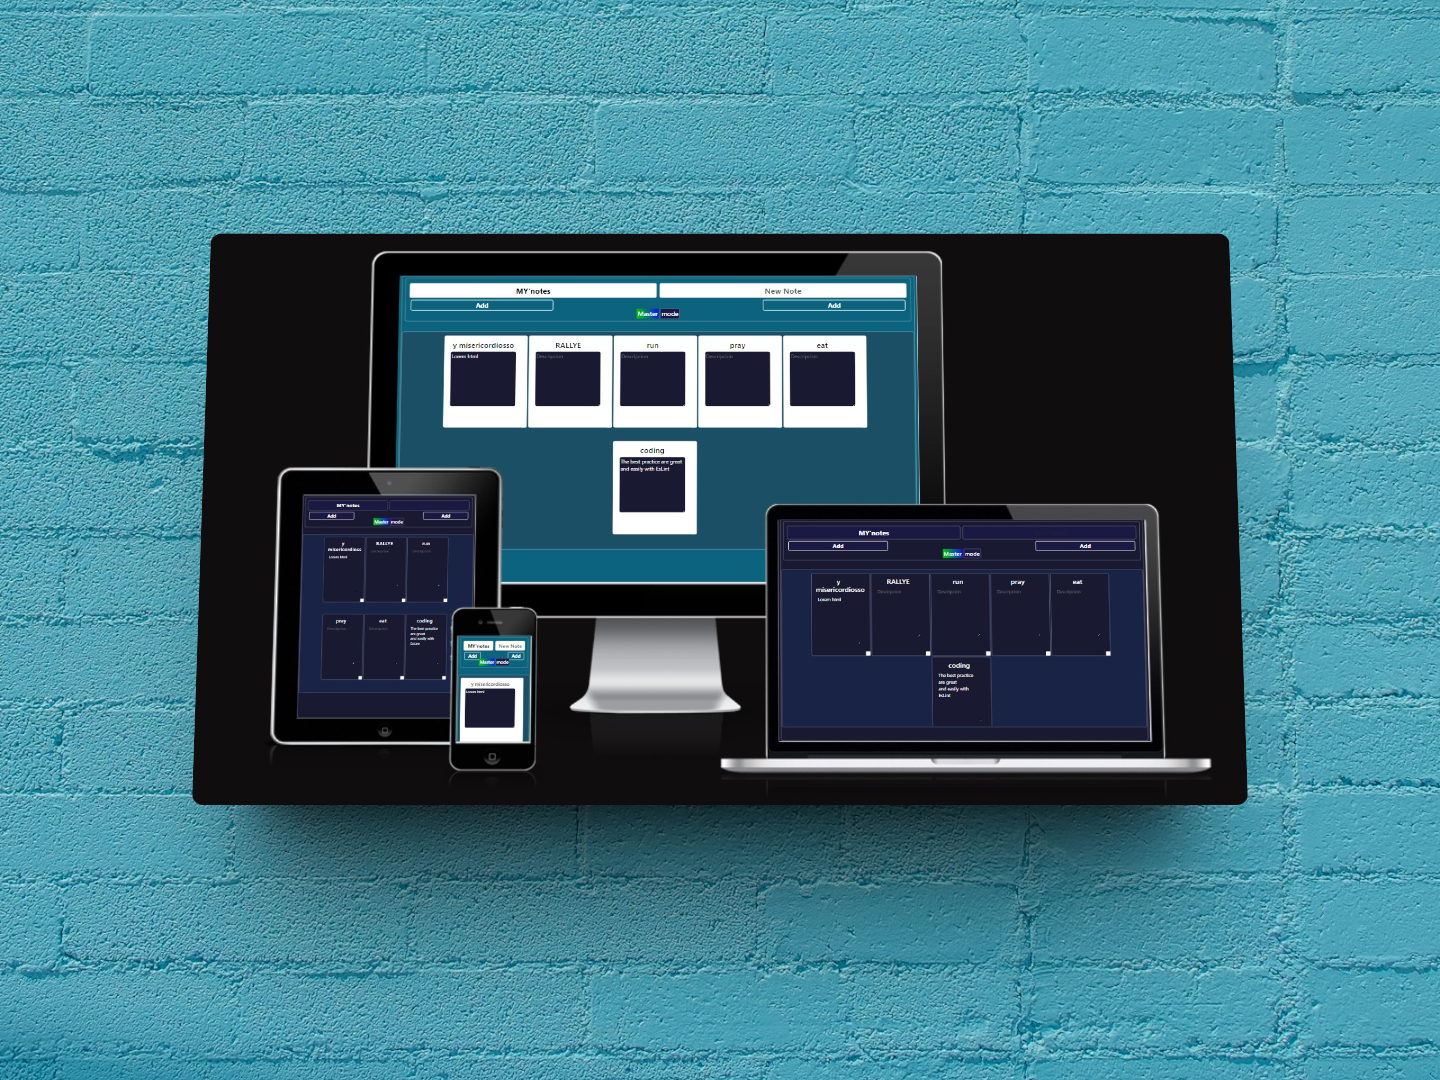 MY'notes
New Note
Add
Add
Master mode
y misericordiosso
RALLYE
run
pray
eat
Lorem html
Description
Description
Description
Description
coding
The best practice are great
and easily with EsLint
MY'notes
Add
Add
Master mode
y
misericordioss
RALLYE
run
Lorem html
Description
Description
pray
eat
coding
Description
Description
The best practice
are great
and easily with
EsLint
MY'notes
New Note
Add
Add
Master mode
y misericordiosso
Lorem html
MY'notes
Add
Add
Master mode
y
misericordiosso
RALLYE
run
pray
eat
Lorem html
Description
Description
Description
Description
coding
The best practice
are great
and easily with
EsLint